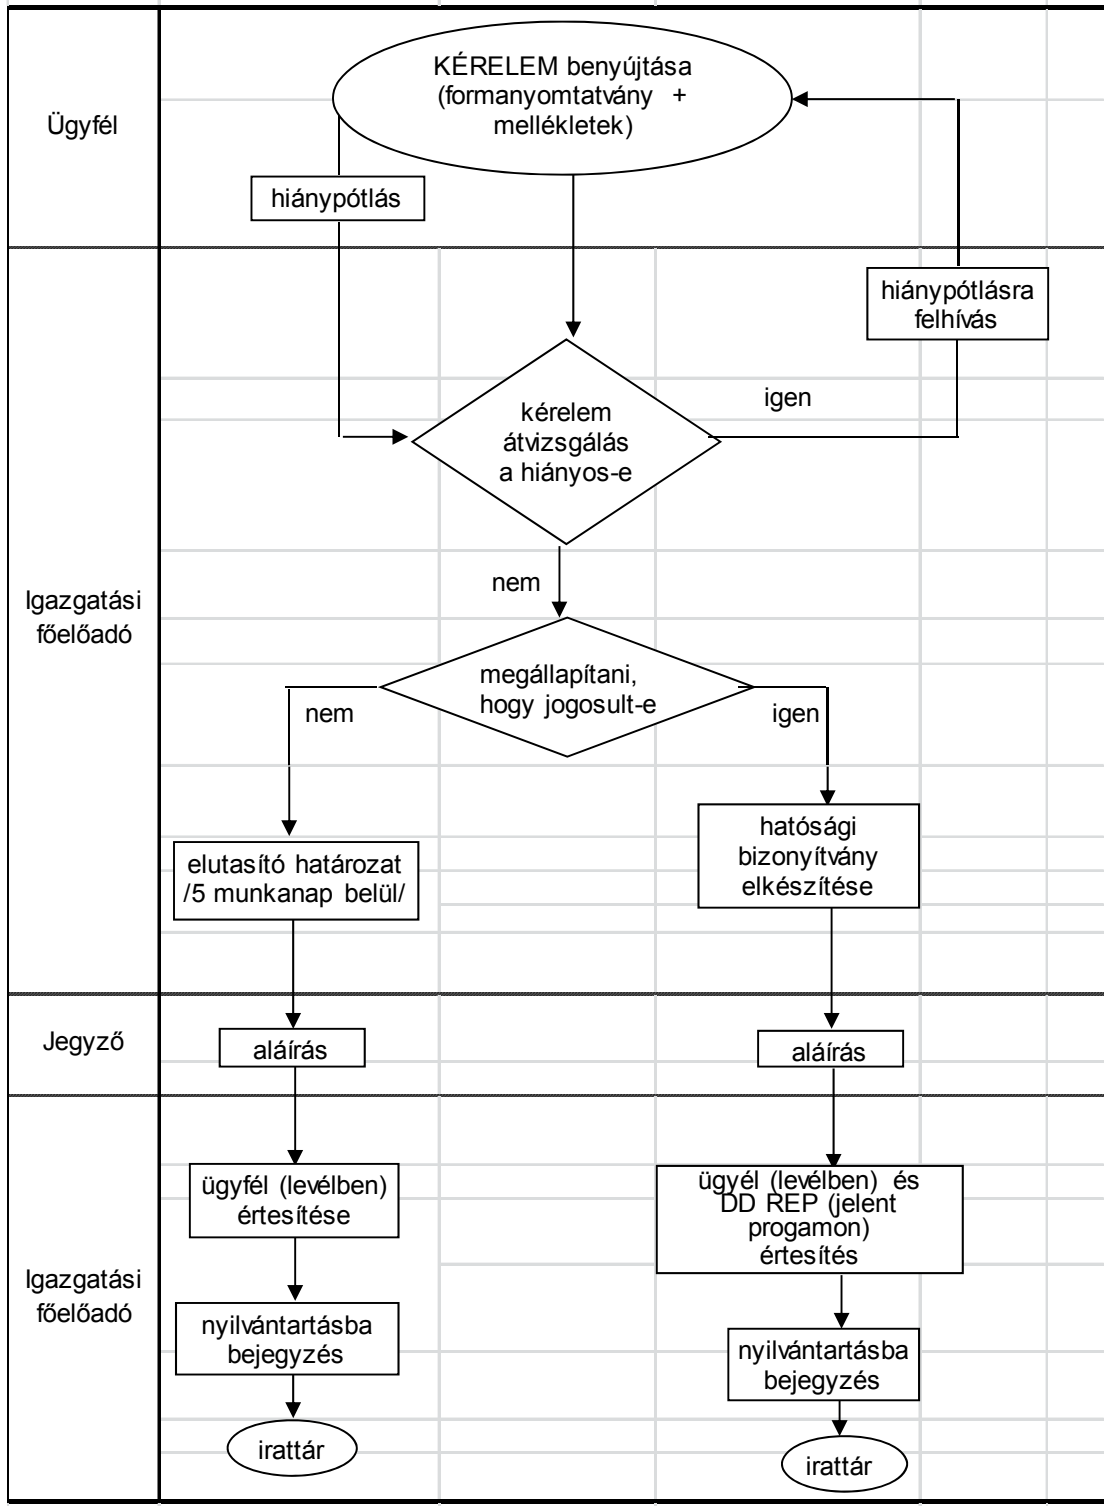 KÉRELEM benyújtása
(formanyomtatvány +
mellékletek)
Ügyfél
hiánypótlás
hiánypótlásra
felhívás
igen
kérelem
átvizsgálás
a hiányos-e
nem
Igazgatási
főelőadó
megállapítani,
hogy jogosult-e
nem
igen
elutasító határozat
/5 munkanap belül/
hatósági
bizonyítvány
elkészítése
Jegyző
aláírás
aláírás
ügyfél (levélben)
értesítése
ügyél (levélben) és
DD REP (jelent
progamon)
értesítés
Igazgatási
főelőadó
nyilvántartásba
bejegyzés
nyilvántartásba
bejegyzés
irattár
irattár